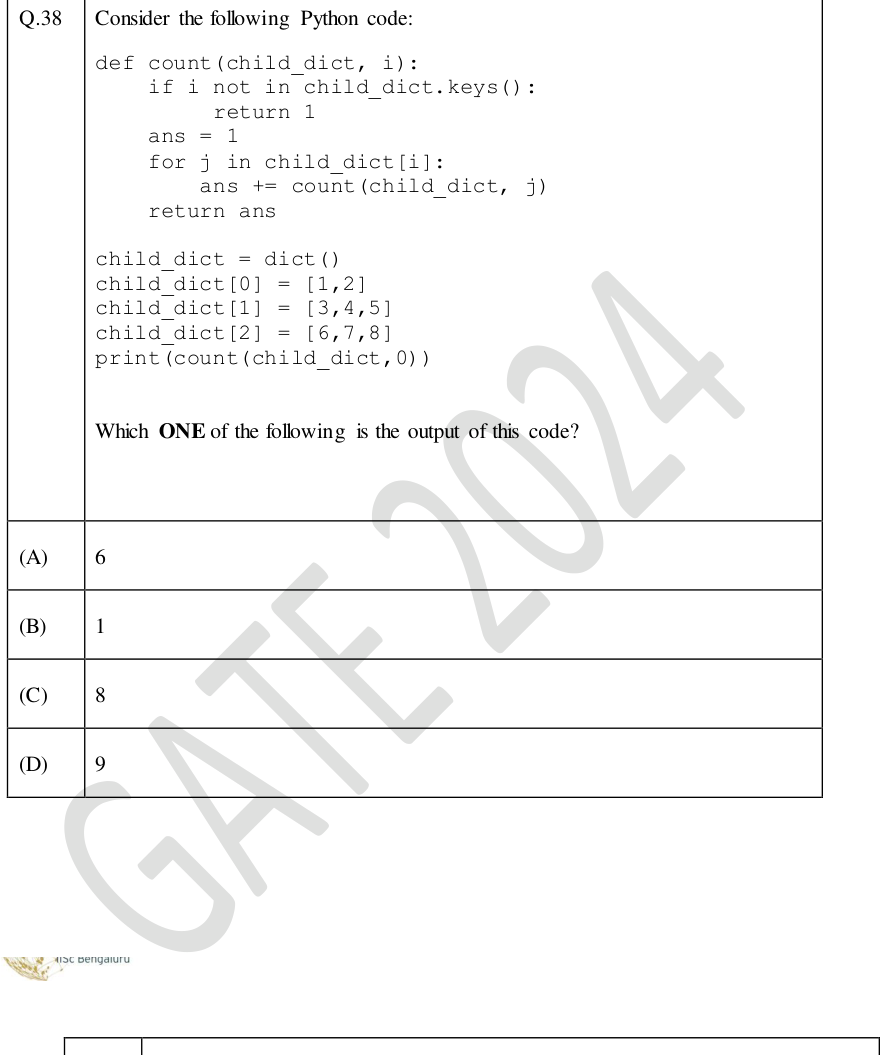 Q.38 Consider the following Python code:
def count(child_dict, i):
    if i not in child_dict.keys():
        return 1
    ans = 1
    for j in child_dict[i]:
        ans += count(child_dict, j)
    return ans
child_dict = dict()
child_dict[0] = [1,2]
child_dict[1] = [3,4,5]
child_dict[2] = [6,7,8]
print(count(child_dict,0))
Which ONE of the following is the output of this code?
(A) 6
(B) 1
(C) 8
(D) 9
GATE 2024
IISc Bengaluru